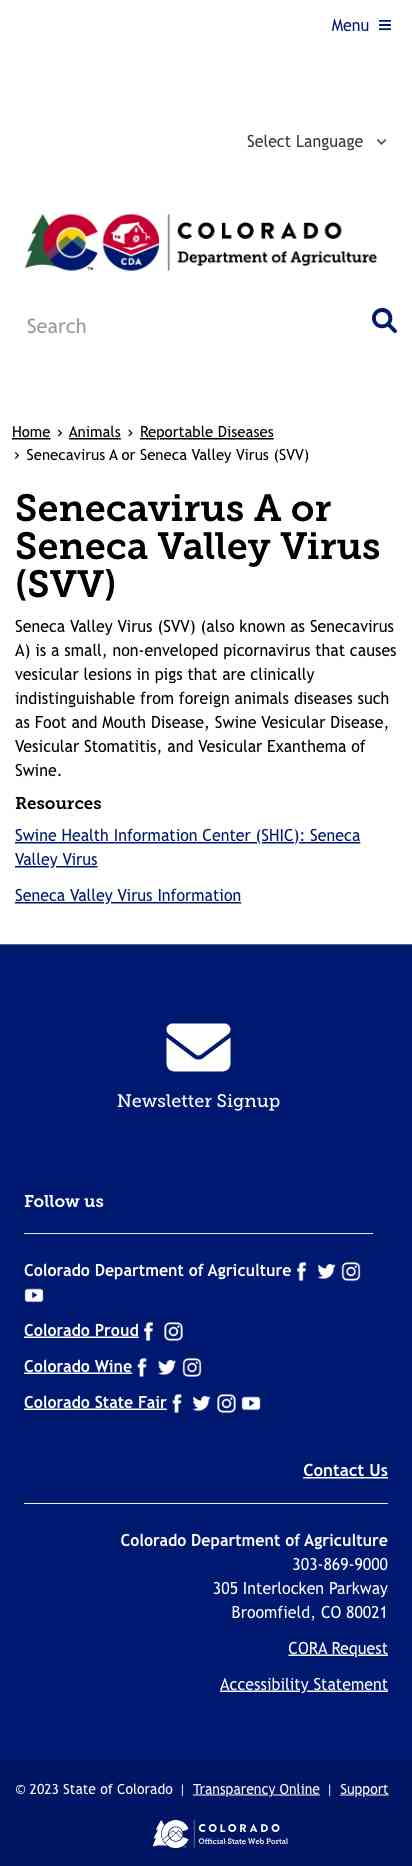 Menu
Select Language
CDA
COLORADO
Department of Agriculture
Search
Home › Animals › Reportable Diseases
› Senecavirus A or Seneca Valley Virus (SVV)
Senecavirus A or
Seneca Valley Virus
(SVV)
Seneca Valley Virus (SVV) (also known as Senecavirus
A) is a small, non-enveloped picornavirus that causes
vesicular lesions in pigs that are clinically
indistinguishable from foreign animals diseases such
as Foot and Mouth Disease, Swine Vesicular Disease,
Vesicular Stomatitis, and Vesicular Exanthema of
Swine.
Resources
Swine Health Information Center (SHIC): Seneca
Valley Virus
Seneca Valley Virus Information
Newsletter Signup
Follow us
Colorado Department of Agriculture
Colorado Proud
Colorado Wine
Colorado State Fair
Contact Us
Colorado Department of Agriculture
303-869-9000
305 Interlocken Parkway
Broomfield, CO 80021
CORA Request
Accessibility Statement
© 2023 State of Colorado | Transparency Online | Support
COLORADO
Official State Web Portal